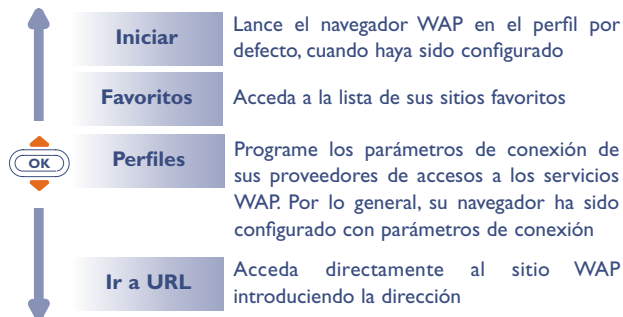 Iniciar
Lance el navegador WAP en el perfil por
defecto, cuando haya sido configurado
Favoritos
Acceda a la lista de sus sitios favoritos
OK
Perfiles
Programe los parámetros de conexión de
sus proveedores de accesos a los servicios
WAP. Por lo general, su navegador ha sido
configurado con parámetros de conexión
Ir a URL
Acceda directamente al sitio WAP
introduciendo la dirección